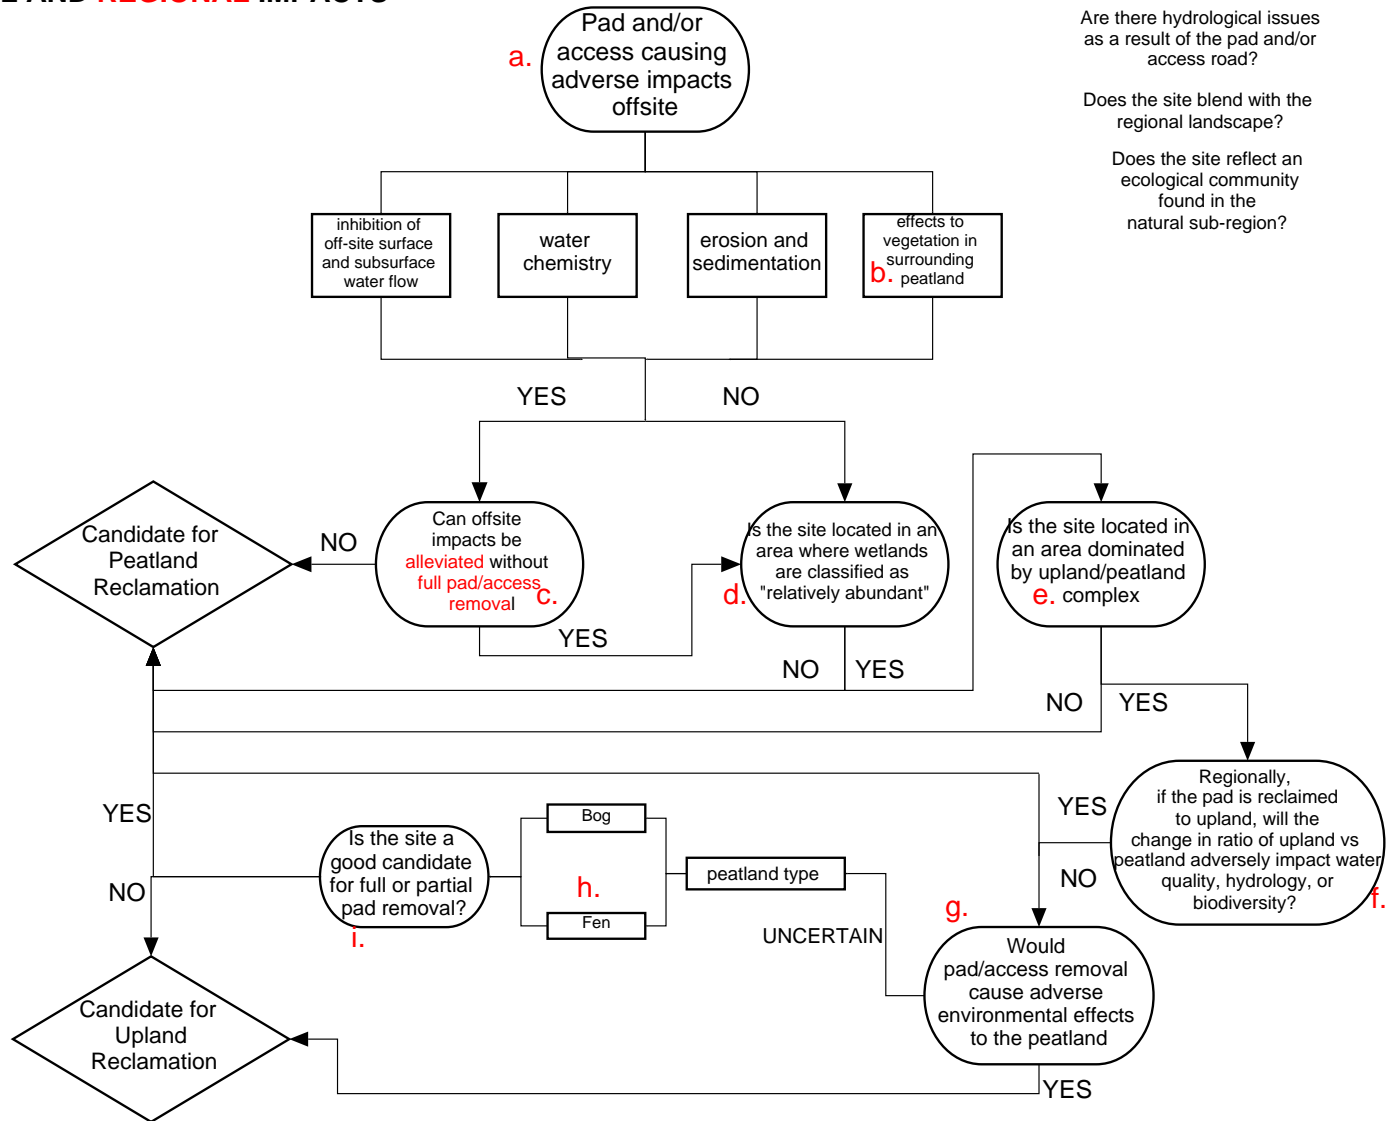 E AND REGIONAL IMPACTS
Pad and/or
access causing
adverse impacts
offsite
a.
Are there hydrological issues
as a result of the pad and/or
access road?
Does the site blend with the
regional landscape?
Does the site reflect an
ecological community
found in the
natural sub-region?
inhibition of
off-site surface
and subsurface
water flow
water
chemistry
erosion and
sedimentation
effects to
vegetation in
surrounding
peatland
b.
YES
NO
Candidate for
Peatland
Reclamation
NO
Can offsite
impacts be
alleviated without
full pad/access
removal
c.
YES
Is the site located in an
area where wetlands
are classified as
"relatively abundant"
d.
NO
YES
Is the site located in
an area dominated
by upland/peatland
complex
e.
NO
YES
Regionally,
if the pad is reclaimed
to upland, will the
change in ratio of upland vs
peatland adversely impact water
quality, hydrology, or
biodiversity?
f.
YES
NO
g.
Would
pad/access removal
cause adverse
environmental effects
to the peatland
UNCERTAIN
YES
peatland type
Bog
Fen
h.
Is the site a
good candidate
for full or partial
pad removal?
i.
YES
NO
Candidate for
Upland
Reclamation